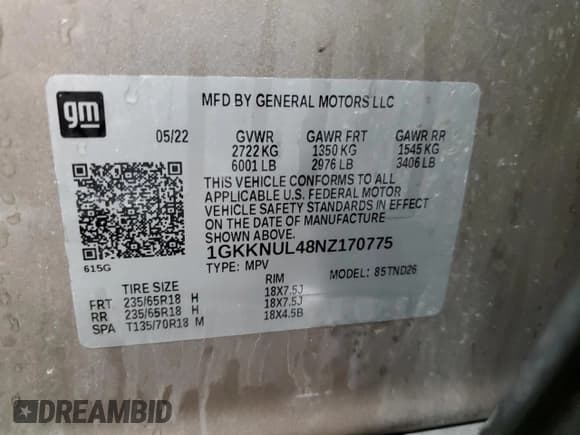 gm
MFD BY GENERAL MOTORS LLC
05/22 GVWR GAWR FRT GAWR RR
2722 KG 1350 KG 1545 KG
6001 LB 2976 LB 3406 LB
THIS VEHICLE CONFORMS TO ALL
APPLICABLE U.S. FEDERAL MOTOR
VEHICLE SAFETY STANDARDS IN EFFECT
ON THE DATE OF MANUFACTURE
SHOWN ABOVE.
1GKKNUL48NZ170775
615G
TYPE: MPV MODEL: 85TND26
TIRE SIZE RIM
FRT 235/65R18 H 18X7.5J
RR 235/65R18 H 18X7.5J
SPA T135/70R18 M 18X4.5B
DREAMBID